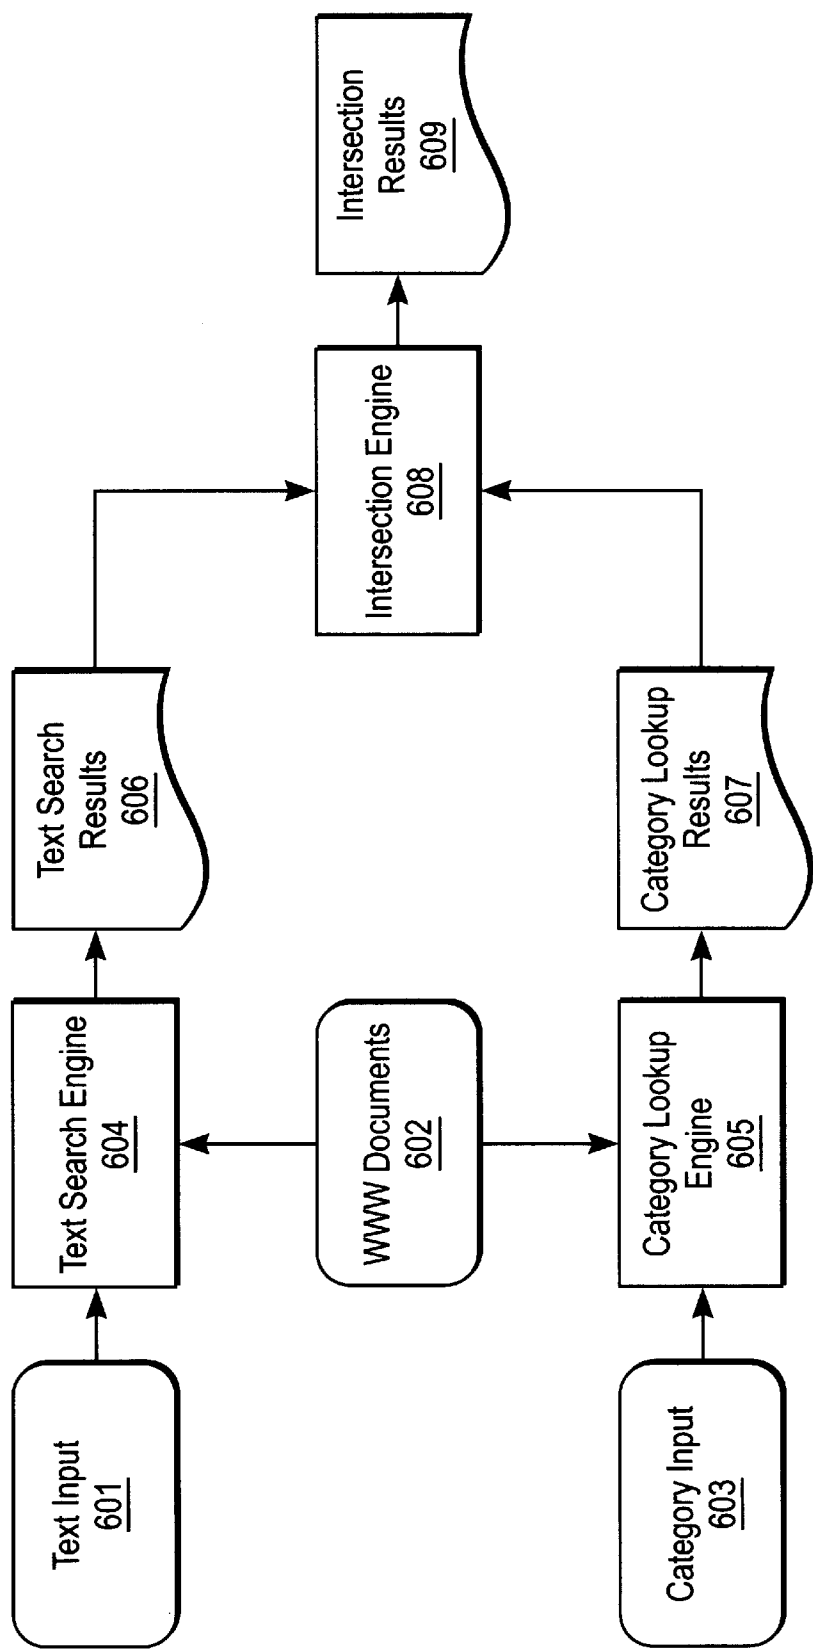 Text Input
601
Text Search Engine
604
Text Search
Results
606
WWW Documents
602
Intersection Engine
608
Intersection
Results
609
Category Input
603
Category Lookup
Engine
605
Category Lookup
Results
607